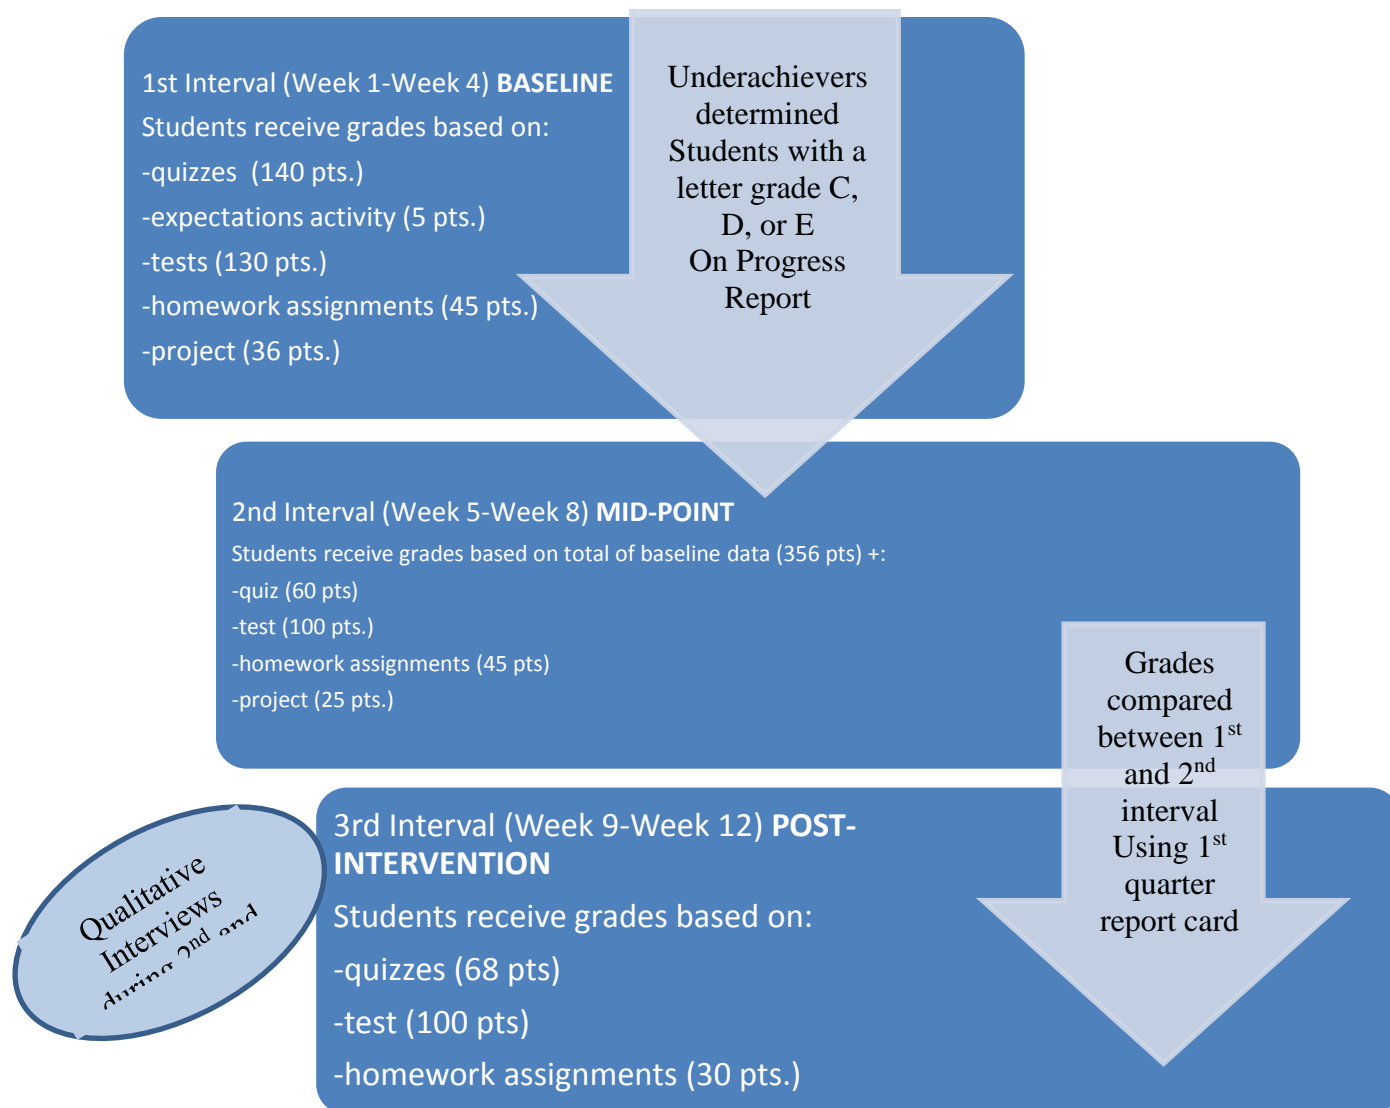 1st Interval (Week 1-Week 4) BASELINE
Students receive grades based on:
-quizzes (140 pts.)
-expectations activity (5 pts.)
-tests (130 pts.)
-homework assignments (45 pts.)
-project (36 pts.)
Underachievers
determined
Students with a
letter grade C,
D, or E
On Progress
Report
2nd Interval (Week 5-Week 8) MID-POINT
Students receive grades based on total of baseline data (356 pts) +:
-quiz (60 pts)
-test (100 pts.)
-homework assignments (45 pts)
-project (25 pts.)
Grades
compared
between 1st
and 2nd
interval
Using 1st
quarter
report card
Qualitative
Interviews
during 2nd and
3rd Interval (Week 9-Week 12) POST-
INTERVENTION
Students receive grades based on:
-quizzes (68 pts)
-test (100 pts)
-homework assignments (30 pts.)